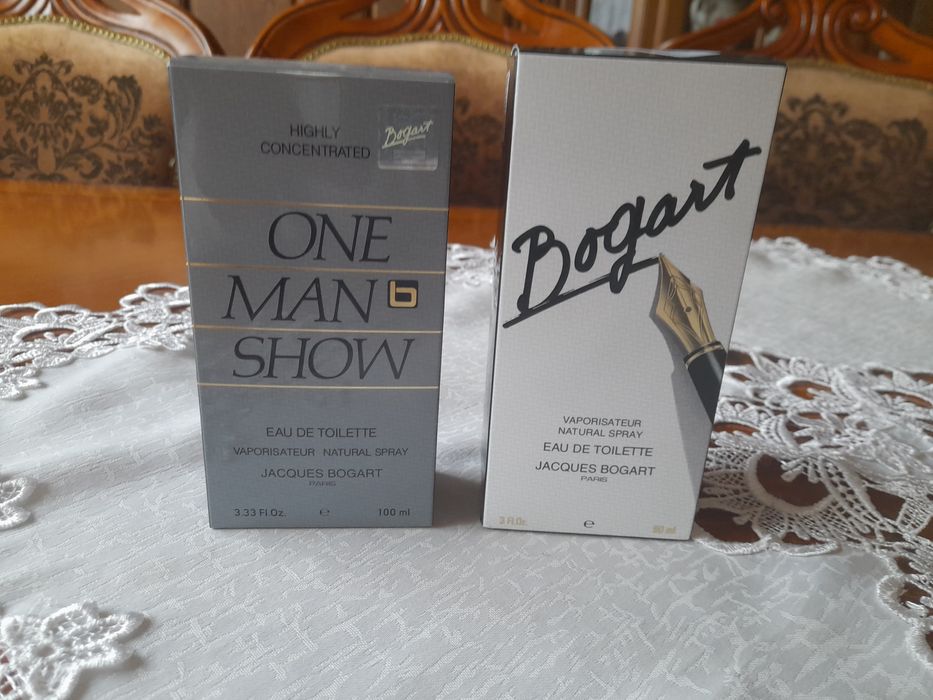 HIGHLY
CONCENTRATED
Bogart
ONE
MAN b
SHOW
EAU DE TOILETTE
VAPORISATEUR NATURAL SPRAY
JACQUES BOGART
PARIS
3.33 Fl.Oz. e 100 ml
Bogart
VAPORISATEUR
NATURAL SPRAY
EAU DE TOILETTE
JACQUES BOGART
PARIS
3 Fl.Oz. e 90 ml